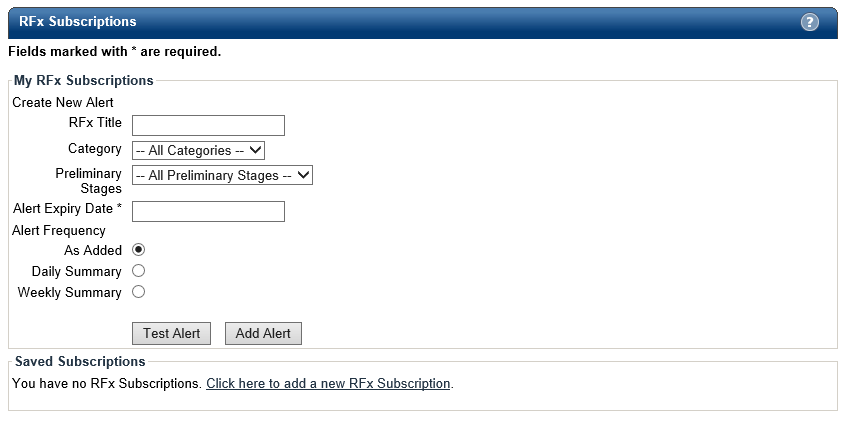 RFx Subscriptions
?
Fields marked with * are required.
My RFx Subscriptions
Create New Alert
RFx Title
Category -- All Categories --
Preliminary Stages -- All Preliminary Stages --
Alert Expiry Date *
Alert Frequency
As Added
Daily Summary
Weekly Summary
Test Alert Add Alert
Saved Subscriptions
You have no RFx Subscriptions. Click here to add a new RFx Subscription.